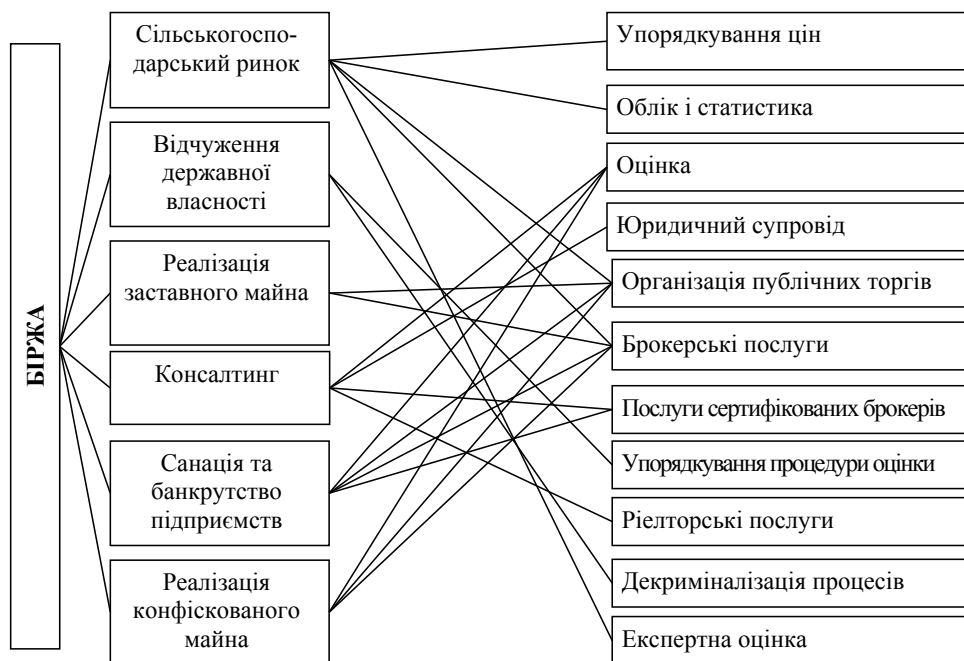 БІРЖА
Сільськогоспо-
дарський ринок
Відчуження
державної
власності
Реалізація
заставного майна
Консалтинг
Санація та
банкрутство
підприємств
Реалізація
конфіскованого
майна
Упорядкування цін
Облік і статистика
Оцінка
Юридичний супровід
Організація публічних торгів
Брокерські послуги
Послуги сертифікованих брокерів
Упорядкування процедури оцінки
Ріелторські послуги
Декриміналізація процесів
Експертна оцінка